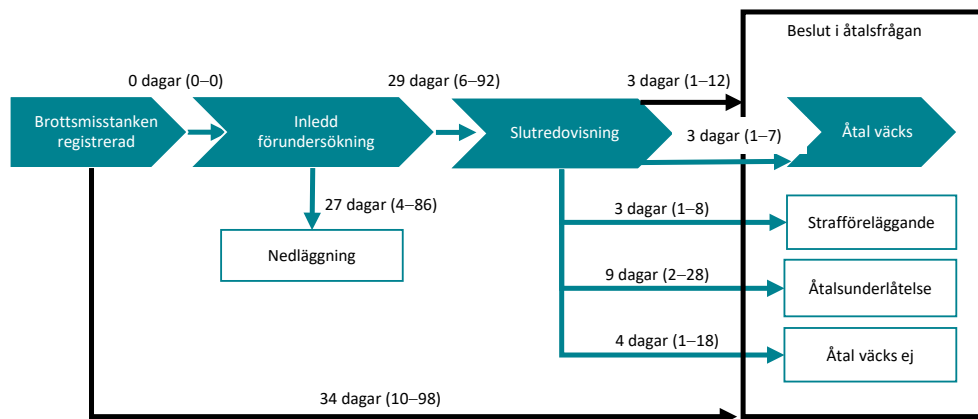 Beslut i åtalsfrågan
0 dagar (0–0)
29 dagar (6–92)
3 dagar (1–12)
Brottsmisstanken
registrerad
Inledd
förundersökning
Slutredovisning
3 dagar (1–7)
Åtal väcks
27 dagar (4–86)
Nedläggning
3 dagar (1–8)
Strafföreläggande
9 dagar (2–28)
Åtalsunderlåtelse
4 dagar (1–18)
Åtal väcks ej
34 dagar (10–98)